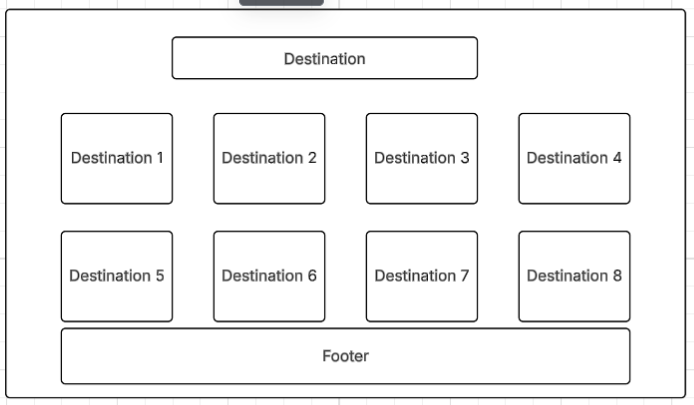 Destination
Destination 1
Destination 2
Destination 3
Destination 4
Destination 5
Destination 6
Destination 7
Destination 8
Footer